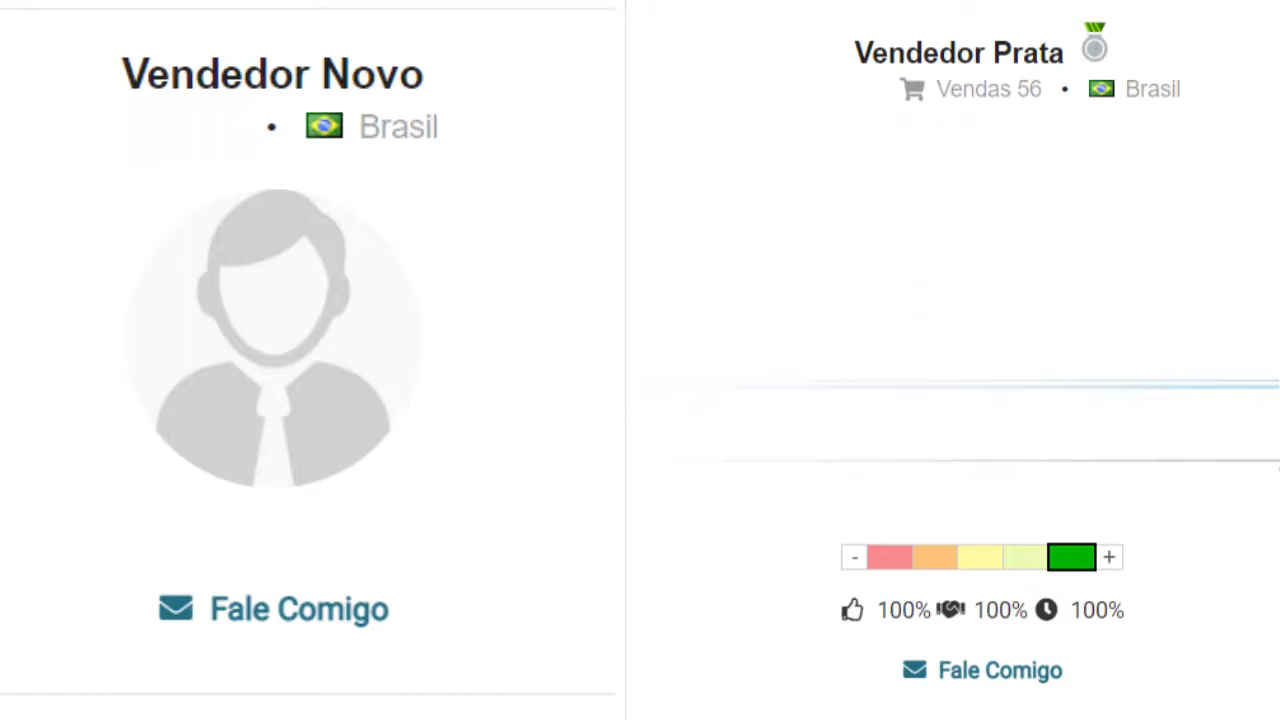 Vendedor Novo
• Brasil
Fale Comigo
Vendedor Prata
Vendas 56 • Brasil
- +
100% 100% 100%
Fale Comigo